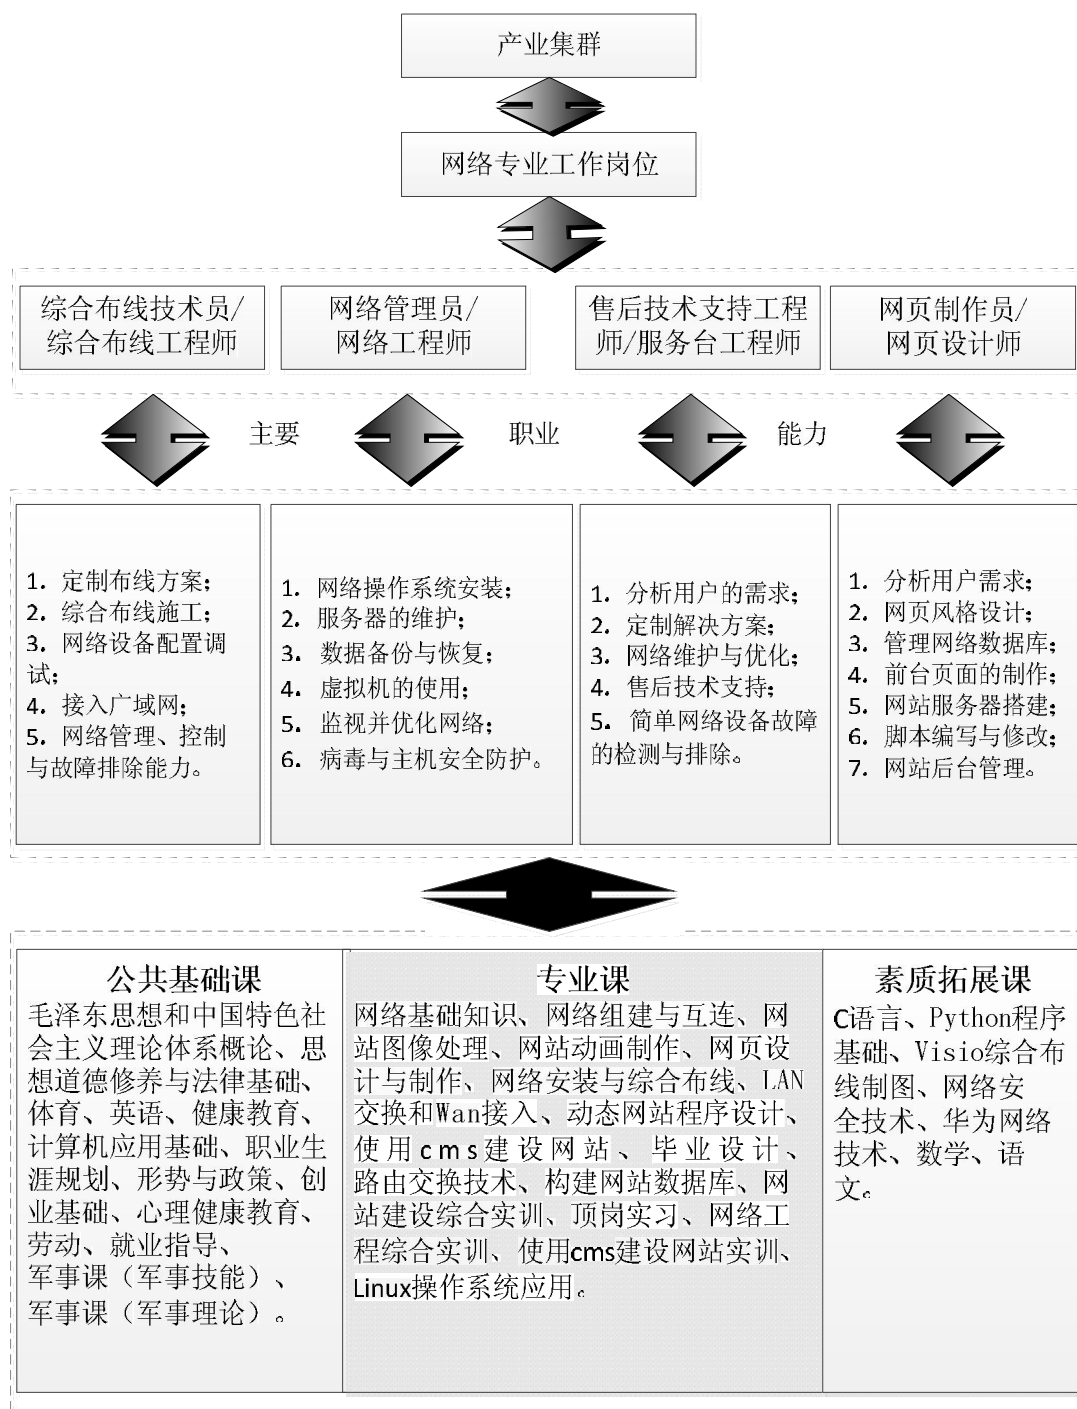 产业集群
网络专业工作岗位
综合布线技术员/
综合布线工程师
网络管理员/
网络工程师
售后技术支持工程
师/服务台工程师
网页制作员/
网页设计师
主要
职业
能力
1. 定制布线方案;
2. 综合布线施工;
3. 网络设备配置调
试;
4. 接入广域网;
5. 网络管理、控制
与故障排除能力。
1. 网络操作系统安装;
2. 服务器的维护;
3. 数据备份与恢复;
4. 虚拟机的使用;
5. 监视并优化网络;
6. 病毒与主机安全防护。
1. 分析用户的需求;
2. 定制解决方案;
3. 网络维护与优化;
4. 售后技术支持;
5. 简单网络设备故障
的检测与排除。
1. 分析用户需求;
2. 网页风格设计;
3. 管理网络数据库;
4. 前台页面的制作;
5. 网站服务器搭建;
6. 脚本编写与修改;
7. 网站后台管理。
公共基础课
毛泽东思想和中国特色社
会主义理论体系概论、思
想道德修养与法律基础、
体育、英语、健康教育、
计算机应用基础、职业生
涯规划、形势与政策、创
业基础、心理健康教育、
劳动、就业指导、
军事课（军事技能）、
军事课（军事理论）。
专业课
网络基础知识、网络组建与互连、网
站图像处理、网站动画制作、网页设
计与制作、网络安装与综合布线、LAN
交换和Wan接入、动态网站程序设计、
使用cms建设网站、毕业设计、
路由交换技术、构建网站数据库、网
站建设综合实训、顶岗实习、网络工
程综合实训、使用cms建设网站实训、
Linux操作系统应用。
素质拓展课
C语言、Python程序
基础、Visio综合布
线制图、网络安
全技术、华为网络
技术、数学、语
文。